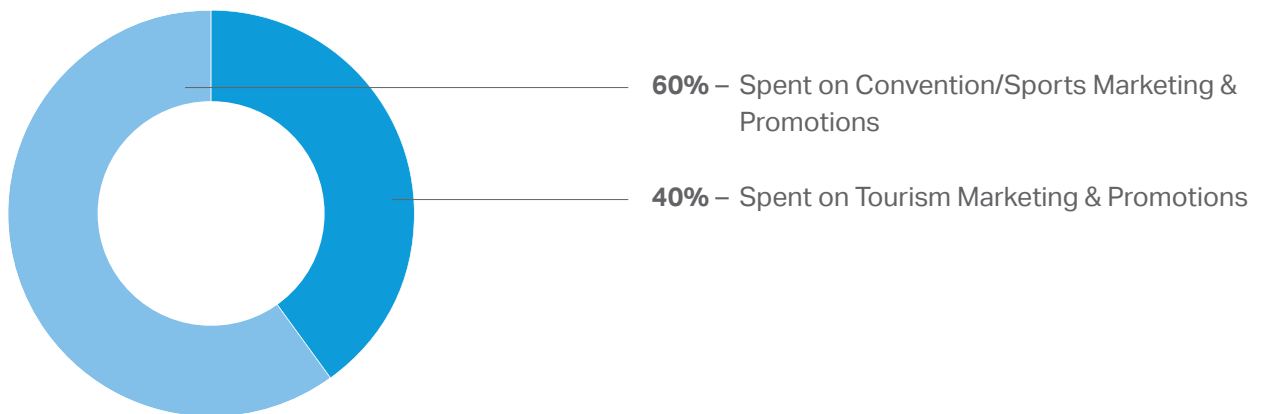 60% – Spent on Convention/Sports Marketing &
Promotions
40% – Spent on Tourism Marketing & Promotions